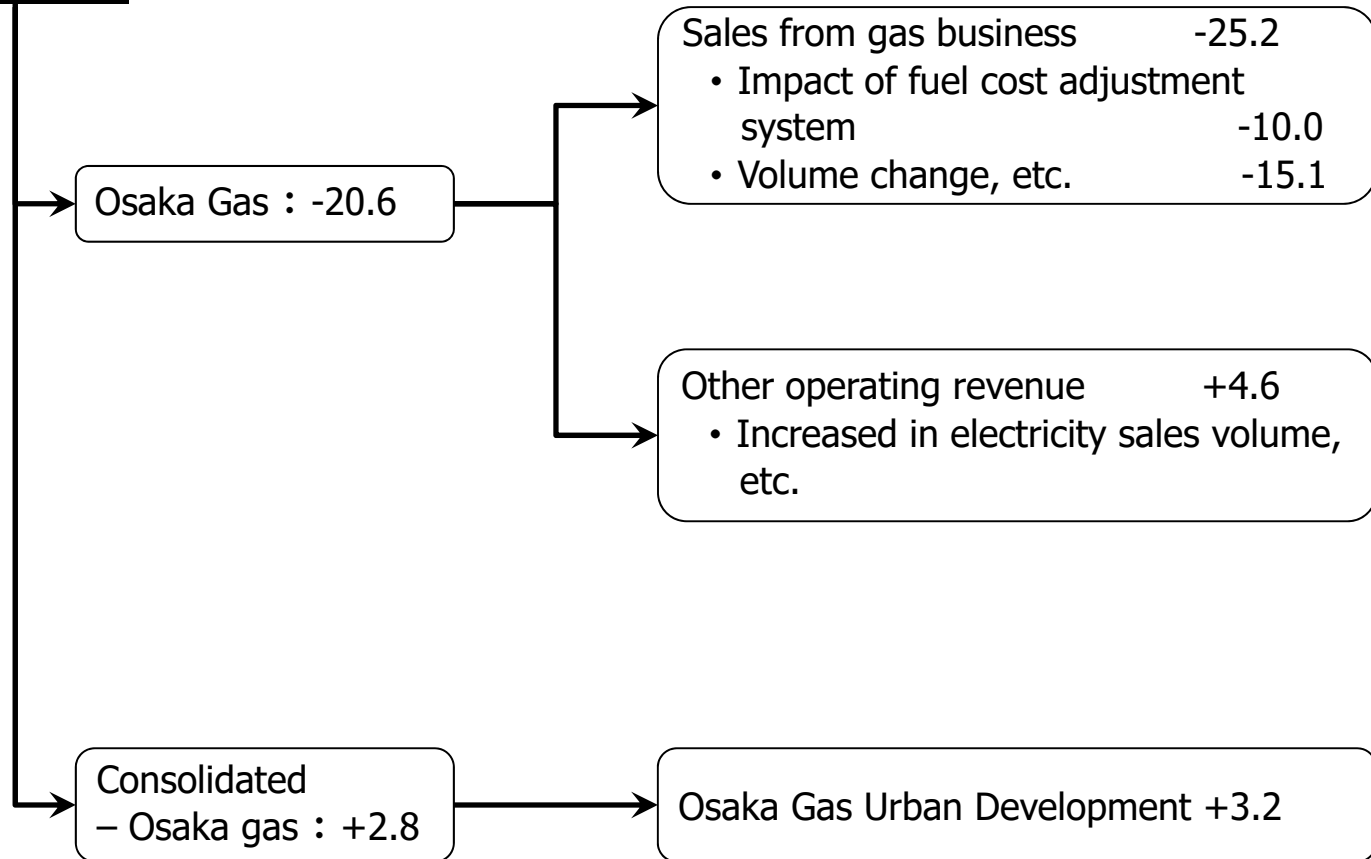 Sales from gas business -25.2
• Impact of fuel cost adjustment
system -10.0
• Volume change, etc. -15.1
Osaka Gas：-20.6
Other operating revenue +4.6
• Increased in electricity sales volume,
etc.
Consolidated
– Osaka gas：+2.8
Osaka Gas Urban Development +3.2